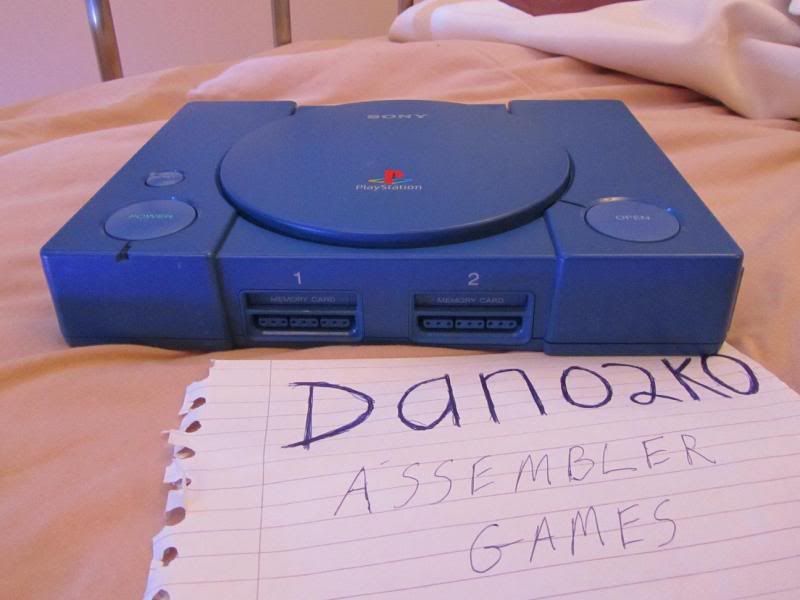 SONY
PlayStation
POWER
OPEN
1
2
MEMORY CARD
MEMORY CARD
Dano2KO
ASSEMBLER
GAMES